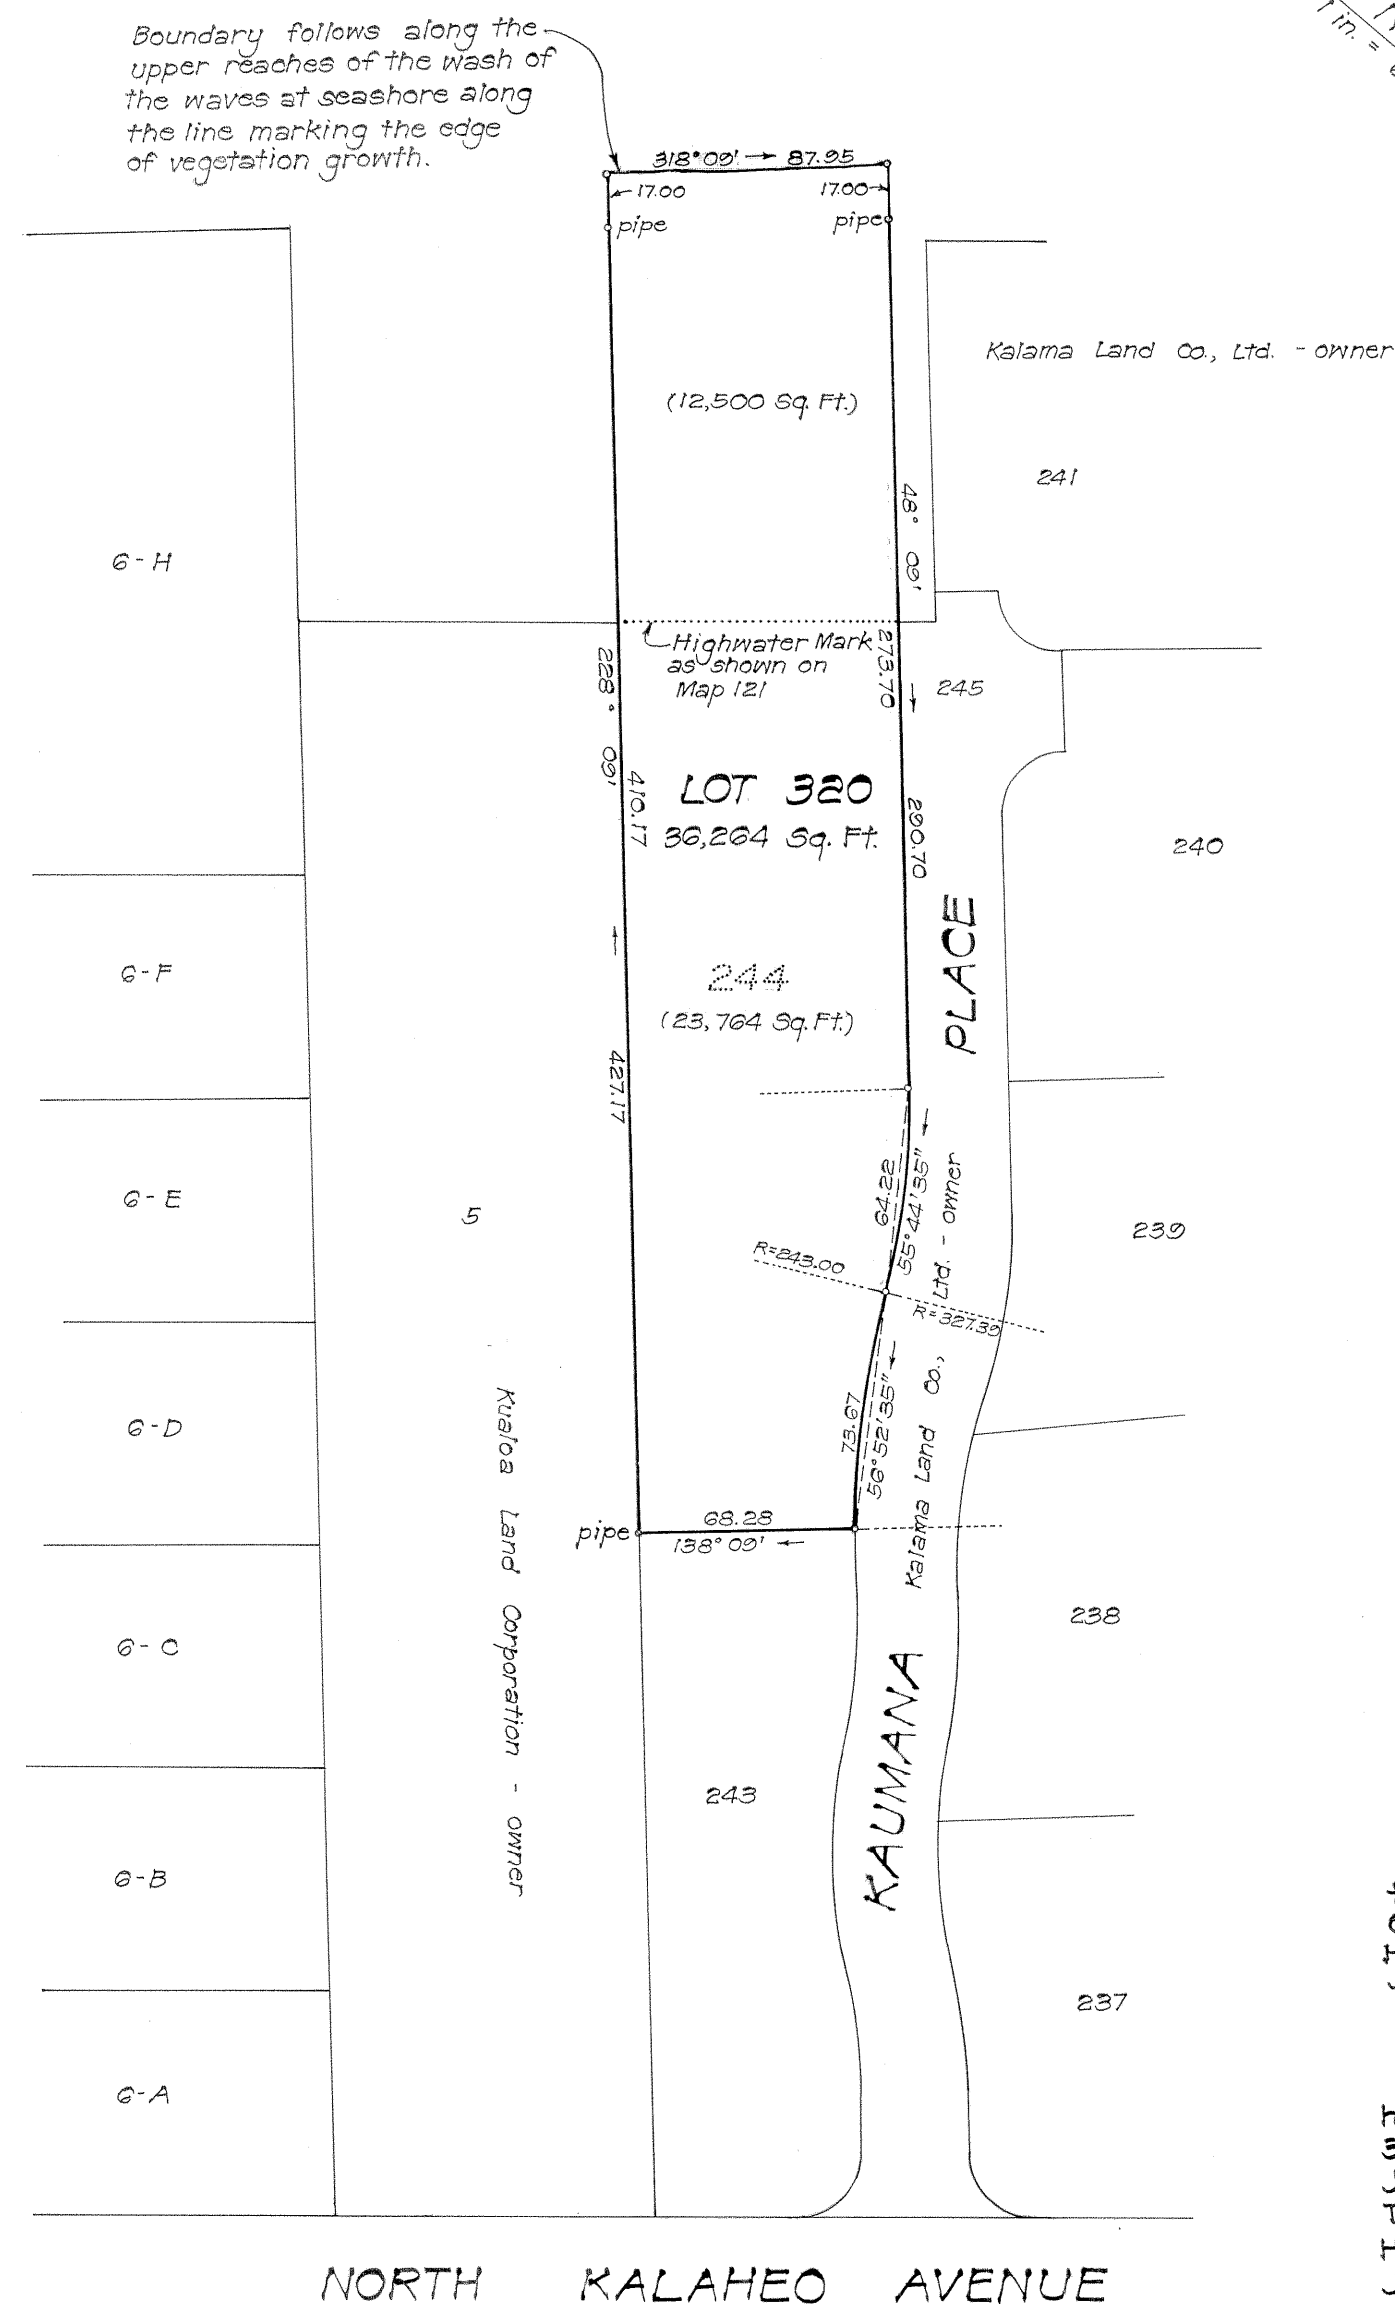 Boundary follows along the
upper reaches of the wash of
the waves at seashore along
the line marking the edge
of vegetation growth.
1 in. =
318°09' → 87.95
17.00
17.00
pipe
pipe
Kalama Land Co., Ltd. - owner
(12,500 Sq. Ft.)
241
48° 09'
6-H
Highwater Mark
as shown on
Map 121
273.70
245
228° 09'
410.17
LOT 320
36,264 Sq. Ft.
290.70
240
PLACE
6-F
244
(23,764 Sq. Ft.)
427.17
64.22
55°44'35"
6-E
5
239
R=243.00
R=327.39
Kalama Land Co., Ltd. - owner
73.67
56°52'35"
6-D
Kualoa Land Corporation - owner
68.28
pipe
138°09' ←
238
6-C
KAUMANA
243
6-B
237
6-A
NORTH KALAHEO AVENUE